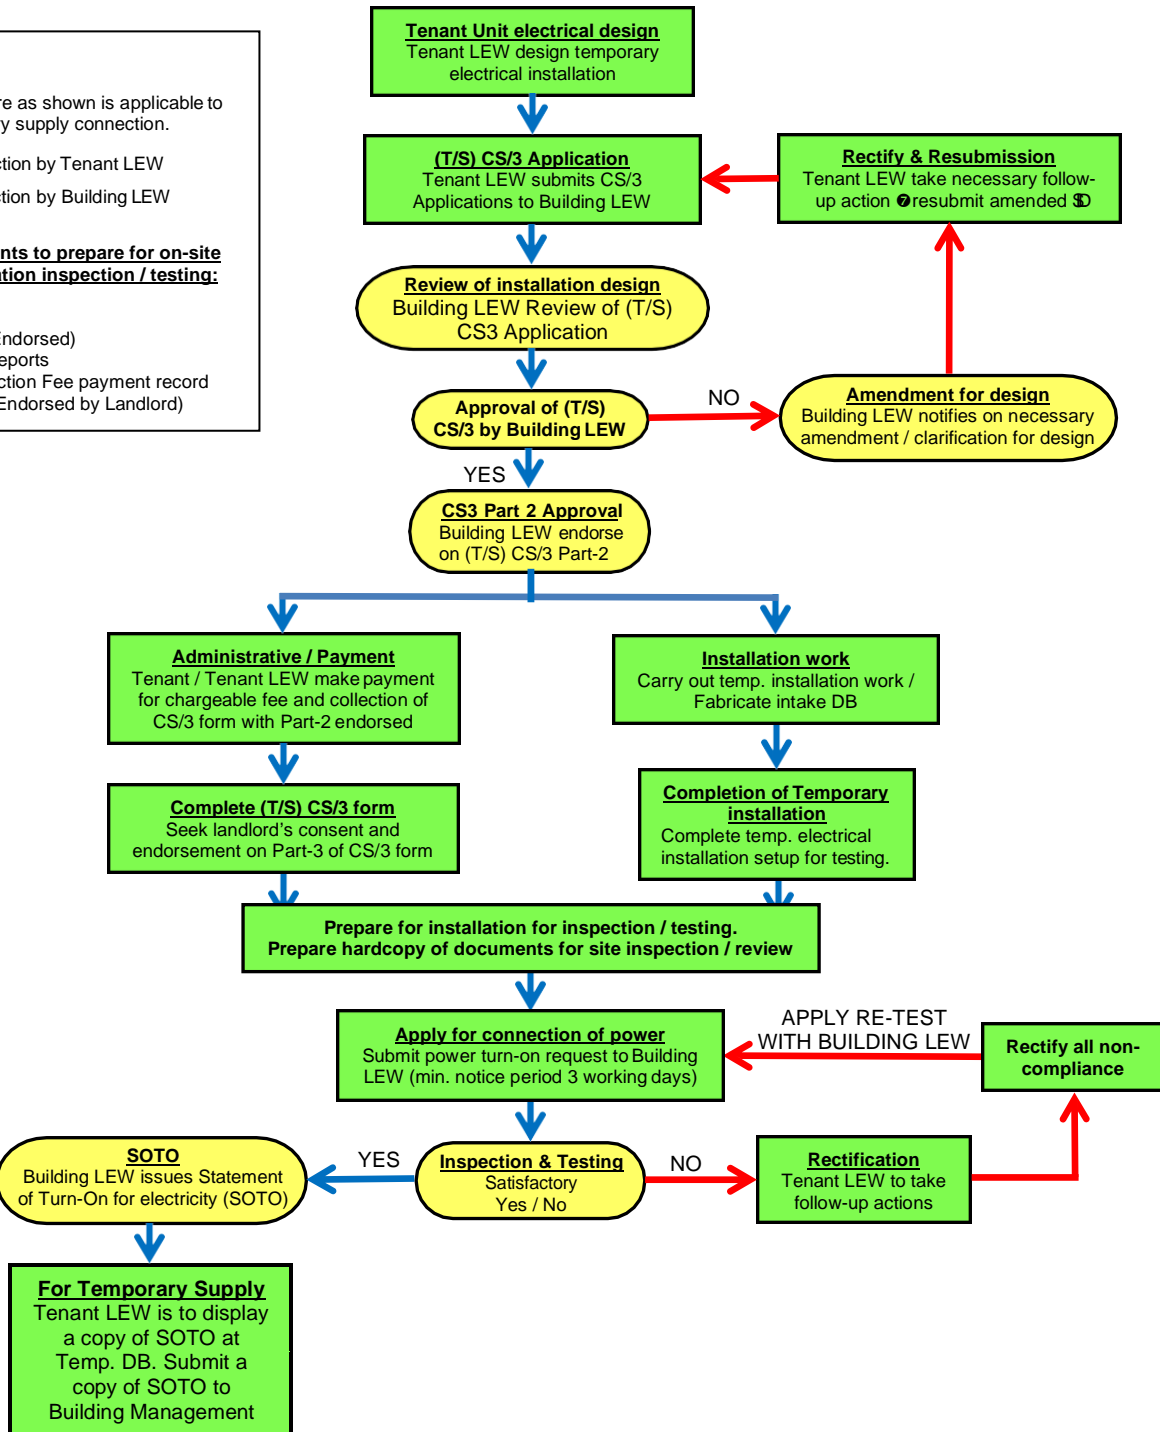 Tenant Unit electrical design
Tenant LEW design temporary
electrical installation
re as shown is applicable to
ry supply connection.
ction by Tenant LEW
ction by Building LEW
nts to prepare for on-site
ation inspection / testing:
Endorsed)
eports
ction Fee payment record
Endorsed by Landlord)
(T/S) CS/3 Application
Tenant LEW submits CS/3
Applications to Building LEW
Rectify & Resubmission
Tenant LEW take necessary follow-
up action ❼resubmit amended
Review of installation design
Building LEW Review of (T/S)
CS3 Application
Approval of (T/S)
CS/3 by Building LEW
NO
Amendment for design
Building LEW notifies on necessary
amendment / clarification for design
YES
CS3 Part 2 Approval
Building LEW endorse
on (T/S) CS/3 Part-2
Administrative / Payment
Tenant / Tenant LEW make payment
for chargeable fee and collection of
CS/3 form with Part-2 endorsed
Installation work
Carry out temp. installation work /
Fabricate intake DB
Complete (T/S) CS/3 form
Seek landlord's consent and
endorsement on Part-3 of CS/3 form
Completion of Temporary
installation
Complete temp. electrical
installation setup for testing.
Prepare for installation for inspection / testing.
Prepare hardcopy of documents for site inspection / review
Apply for connection of power
Submit power turn-on request to Building
LEW (min. notice period 3 working days)
APPLY RE-TEST
WITH BUILDING LEW
Rectify all non-
compliance
SOTO
Building LEW issues Statement
of Turn-On for electricity (SOTO)
YES
Inspection & Testing
Satisfactory
Yes / No
NO
Rectification
Tenant LEW to take
follow-up actions
For Temporary Supply
Tenant LEW is to display
a copy of SOTO at
Temp. DB. Submit a
copy of SOTO to
Building Management